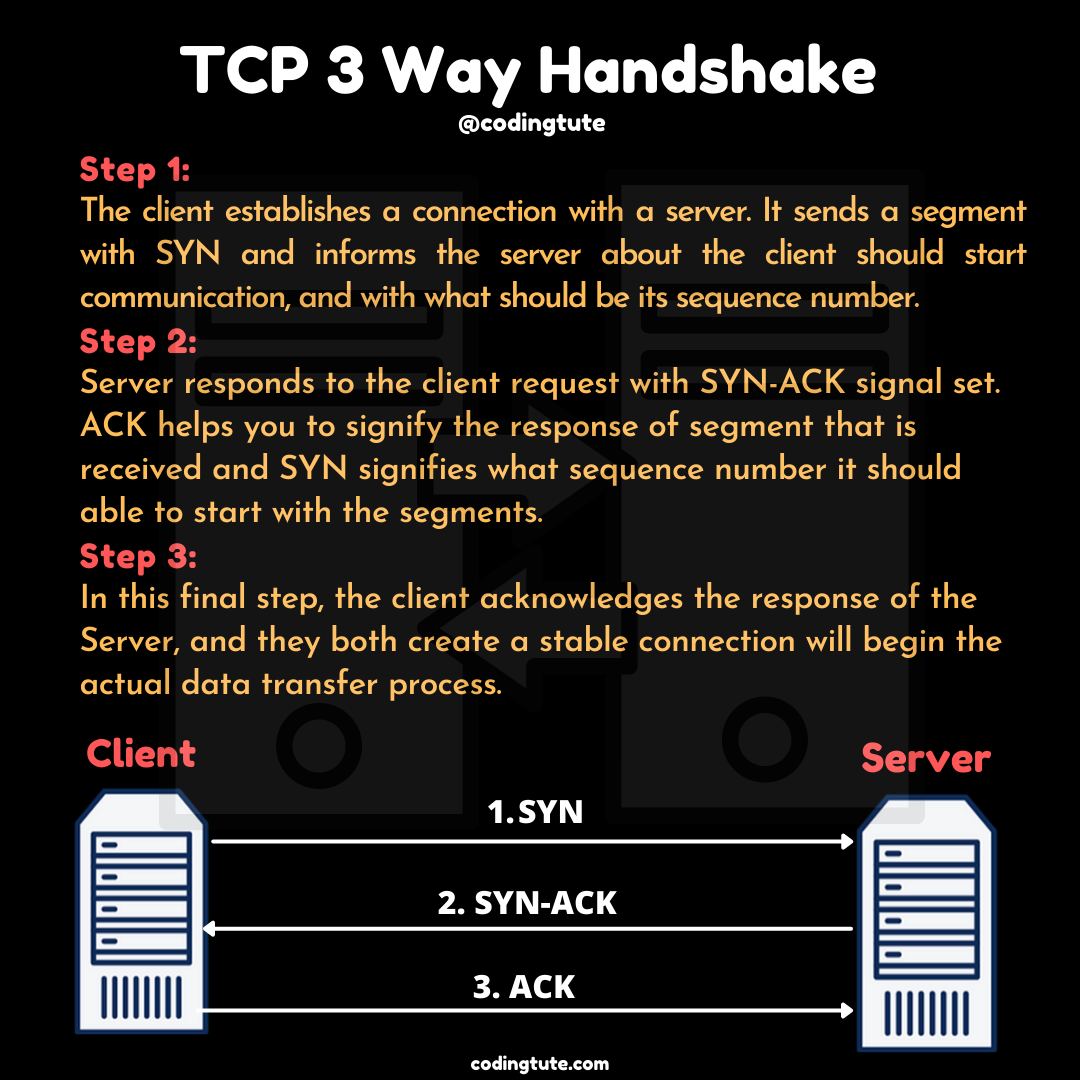 TCP 3 Way Handshake
@codingtute
Step 1:
The client establishes a connection with a server. It sends a segment
with SYN and informs the server about the client should start
communication, and with what should be its sequence number.
Step 2:
Server responds to the client request with SYN-ACK signal set.
ACK helps you to signify the response of segment that is
received and SYN signifies what sequence number it should
able to start with the segments.
Step 3:
In this final step, the client acknowledges the response of the
Server, and they both create a stable connection will begin the
actual data transfer process.
Client
Server
1. SYN
2. SYN-ACK
3. ACK
codingtute.com